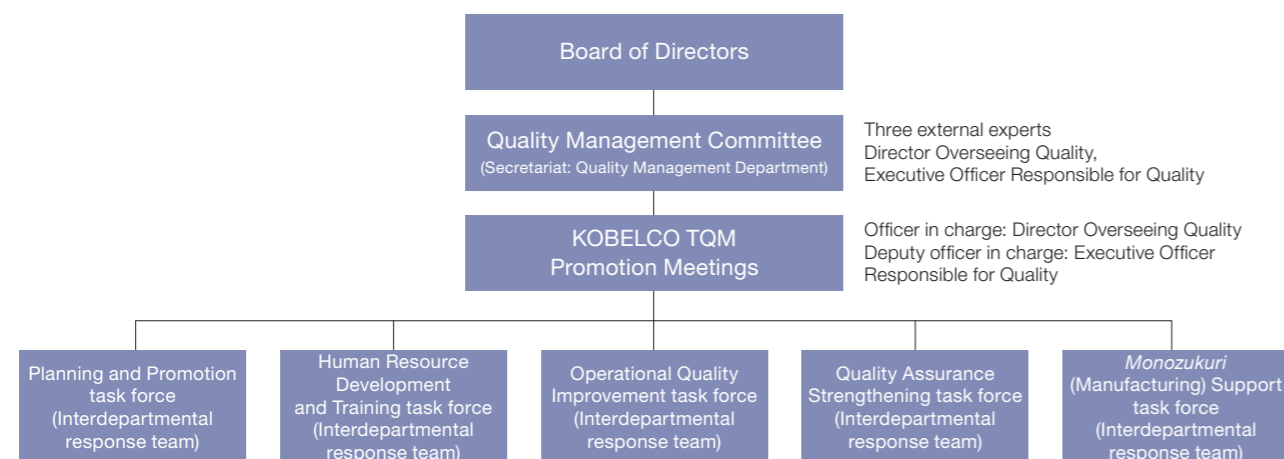 Board of Directors
Quality Management Committee
(Secretariat: Quality Management Department)
Three external experts
Director Overseeing Quality,
Executive Officer Responsible for Quality
KOBELCO TQM
Promotion Meetings
Officer in charge: Director Overseeing Quality
Deputy officer in charge: Executive Officer
Responsible for Quality
Planning and Promotion
task force
(Interdepartmental
response team)
Human Resource
Development
and Training task force
(Interdepartmental
response team)
Operational Quality
Improvement task force
(Interdepartmental
response team)
Quality Assurance
Strengthening task force
(Interdepartmental
response team)
Monozukuri
(Manufacturing) Support
task force
(Interdepartmental
response team)